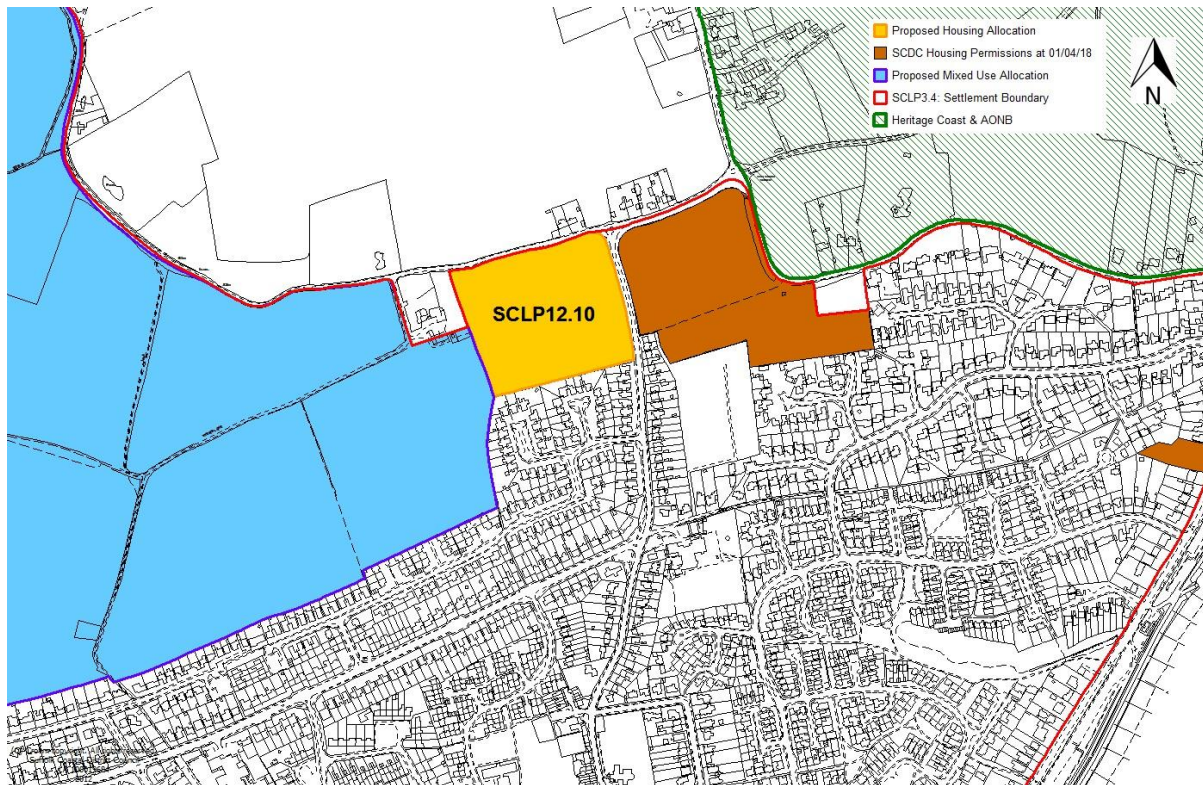 Proposed Housing Allocation
SCDC Housing Permissions at 01/04/18
Proposed Mixed Use Allocation
SCLP3.4: Settlement Boundary
Heritage Coast & AONB
N
SCLP12.10